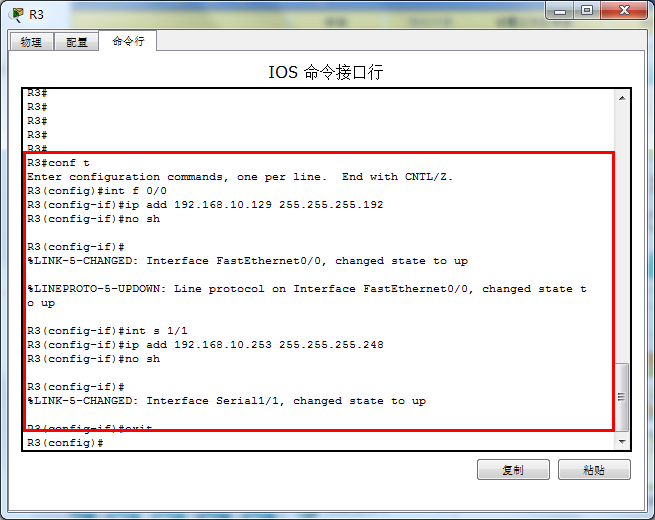 R3
物理 配置 命令行
IOS 命令接口行
R3#
R3#
R3#
R3#
R3#
R3#conf t
Enter configuration commands, one per line.  End with CNTL/Z.
R3(config)#int f 0/0
R3(config-if)#ip add 192.168.10.129 255.255.255.192
R3(config-if)#no sh
R3(config-if)#
%LINK-5-CHANGED: Interface FastEthernet0/0, changed state to up
%LINEPROTO-5-UPDOWN: Line protocol on Interface FastEthernet0/0, changed state t
o up
R3(config-if)#int s 1/1
R3(config-if)#ip add 192.168.10.253 255.255.255.248
R3(config-if)#no sh
R3(config-if)#
%LINK-5-CHANGED: Interface Serial1/1, changed state to up
R3(config-if)#exit
R3(config)#
复制 粘贴